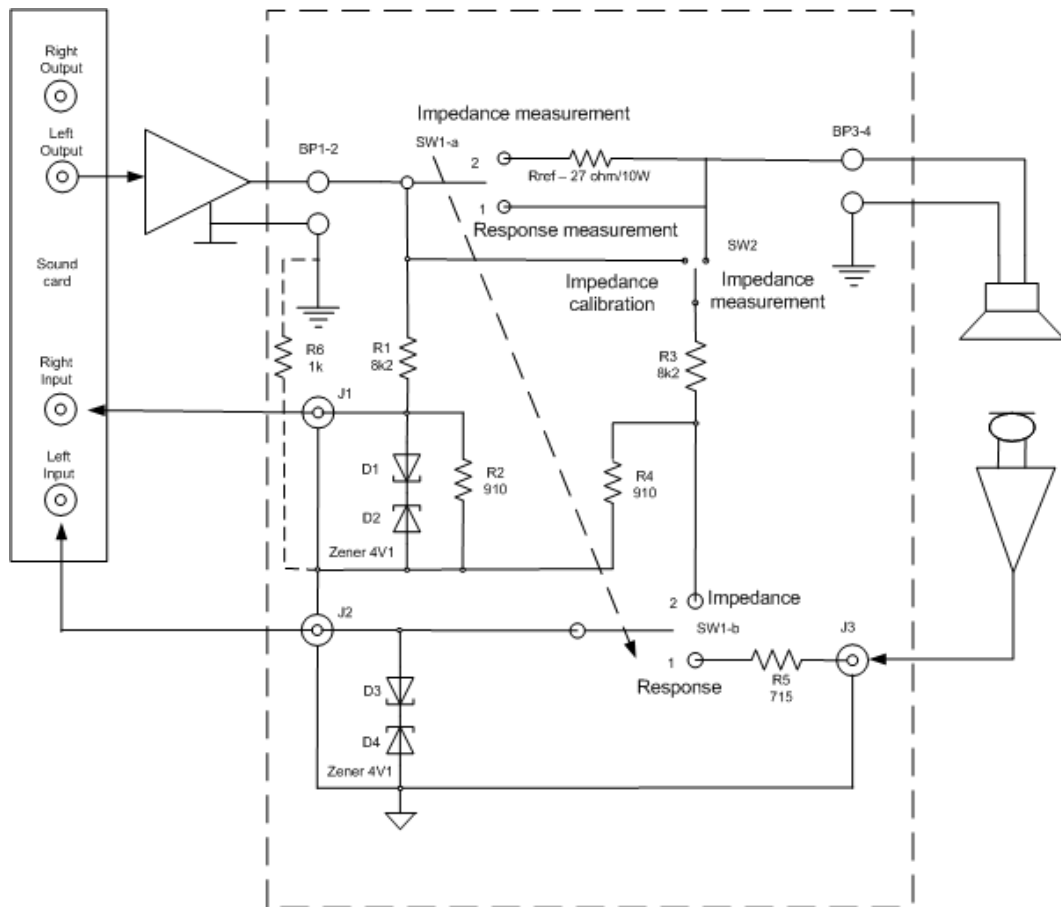 Right
Output
Left
Output
Sound
card
Right
Input
Left
Input
BP1-2
Impedance measurement
SW1-a
2
Rref – 27 ohm/10W
1
Response measurement
BP3-4
SW2
Impedance
calibration
Impedance
measurement
R6
1k
R1
8k2
R3
8k2
J1
D1
D2
R2
910
R4
910
Zener 4V1
J2
2
Impedance
SW1-b
1
Response
R5
715
J3
D3
D4
Zener 4V1